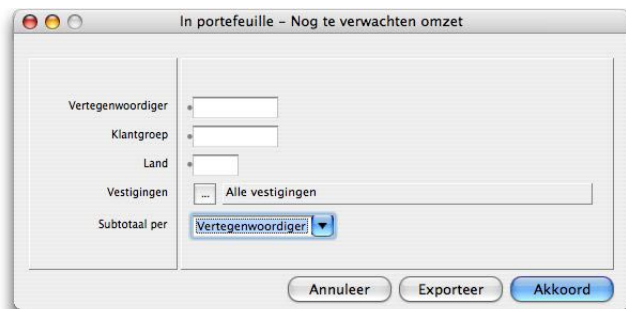 In portefeuille – Nog te verwachten omzet
Vertegenwoordiger
Klantgroep
Land
Vestigingen ... Alle vestigingen
Subtotaal per Vertegenwoordiger
Annuleer Exporteer Akkoord